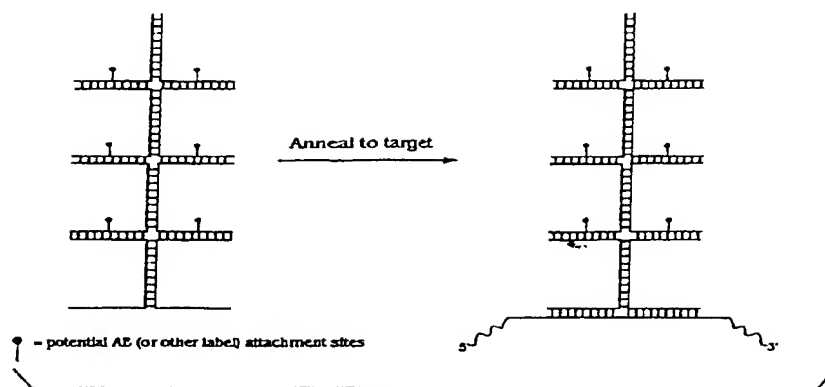 Anneal to target
= potential AE (or other label) attachment sites
5'
3'